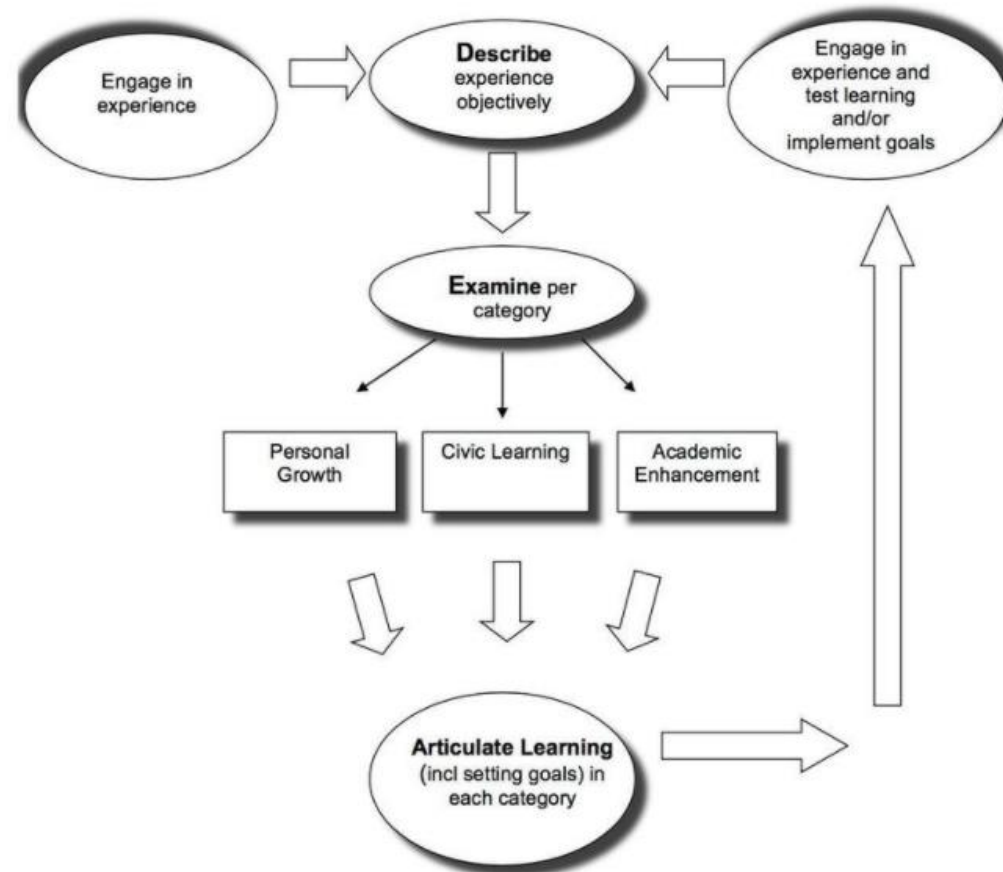 Engage in
experience
Describe
experience
objectively
Engage in
experience and
test learning
and/or
implement goals
Examine per
category
Personal
Growth
Civic Learning
Academic
Enhancement
Articulate Learning
(incl setting goals) in
each category